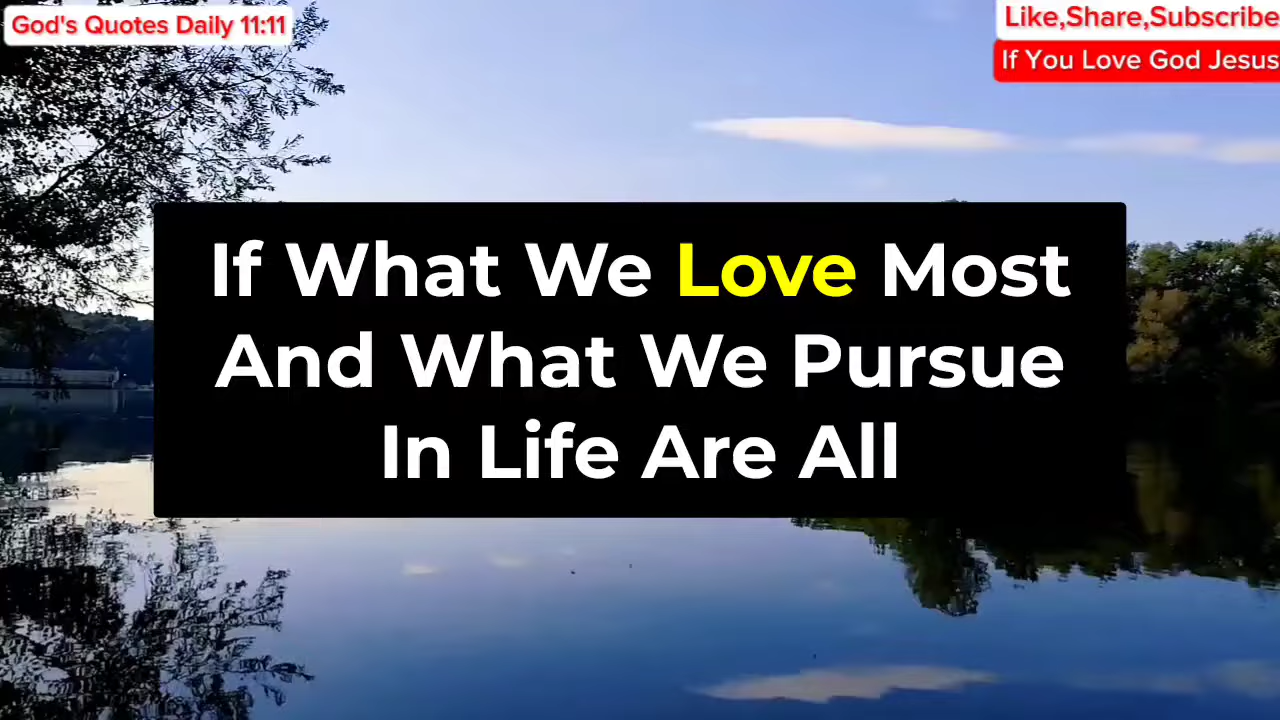 God's Quotes Daily 11:11
Like,Share,Subscribe
If You Love God Jesus
If What We Love Most
And What We Pursue
In Life Are All